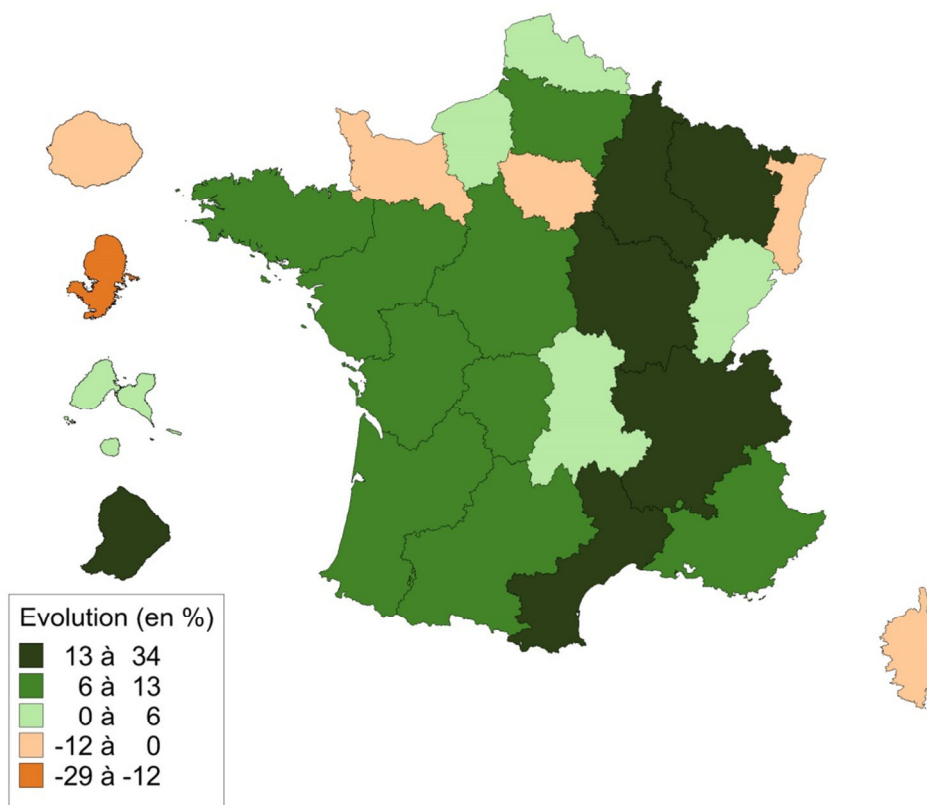 Evolution (en %)
13 à 34
6 à 13
0 à 6
-12 à 0
-29 à -12